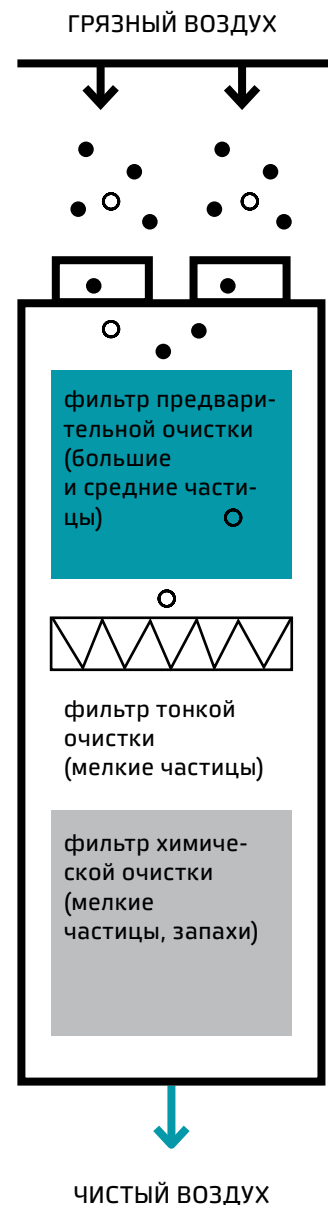 ГРЯЗНЫЙ ВОЗДУХ
фильтр предвари-
тельной очистки
(большие
и средние части-
цы)
фильтр тонкой
очистки
(мелкие частицы)
фильтр химиче-
ской очистки
(мелкие
частицы, запахи)
ЧИСТЫЙ ВОЗДУХ